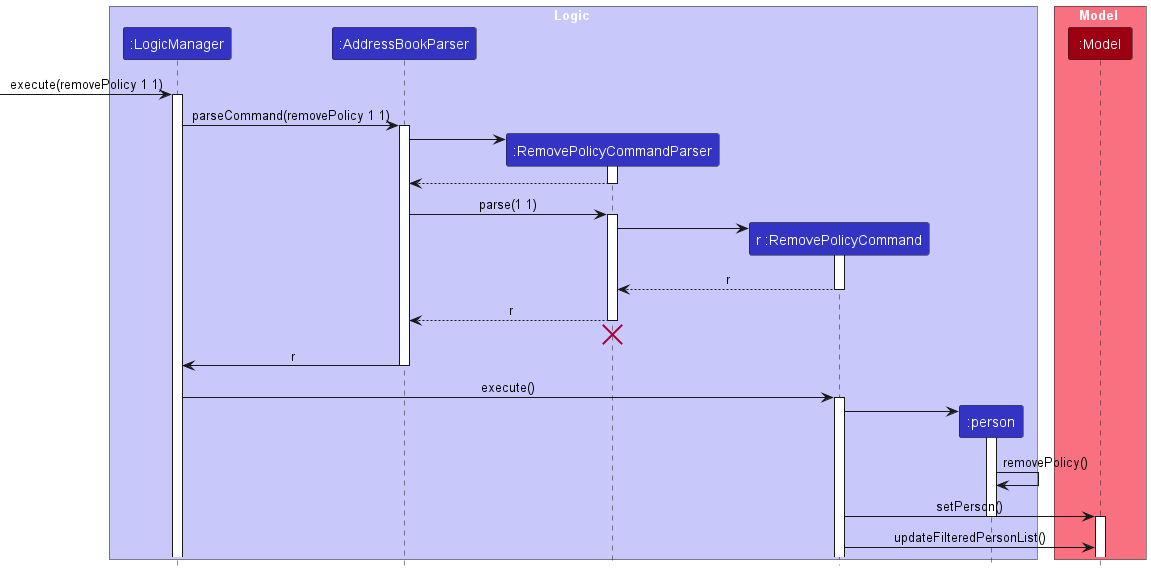 Logic
Model
:LogicManager
:AddressBookParser
:Model
execute(removePolicy 1 1)
parseCommand(removePolicy 1 1)
:RemovePolicyCommandParser
parse(1 1)
r :RemovePolicyCommand
r
r
r
execute()
:person
removePolicy()
setPerson()
updateFilteredPersonList()